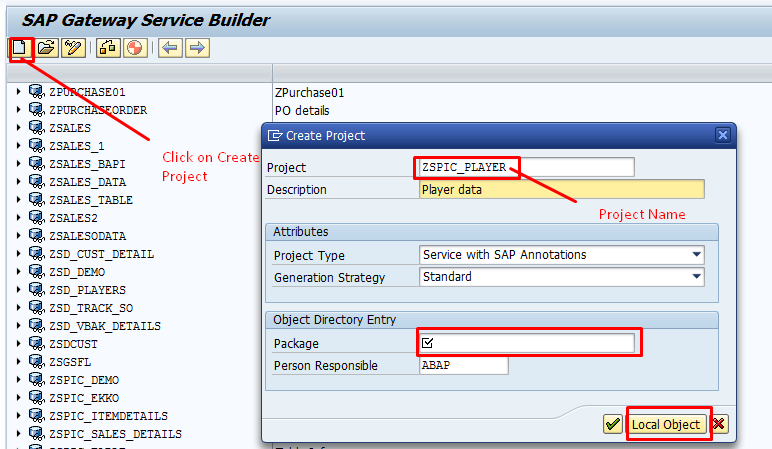 SAP Gateway Service Builder
ZPURCHASE01 ZPurchase01
ZPURCHASEORDER PO details
ZSALES
ZSALES_1
ZSALES_BAPI
ZSALES_DATA
ZSALES_TABLE
ZSALES2
ZSALESODATA
ZSD_CUST_DETAIL
ZSD_DEMO
ZSD_PLAYERS
ZSD_TRACK_SO
ZSD_VBAK_DETAILS
ZSDCUST
ZSGSFL
ZSPIC_DEMO
ZSPIC_EKKO
ZSPIC_ITEMDETAILS
ZSPIC_SALES_DETAILS
Click on Create
Project
Create Project
Project ZSPIC_PLAYER
Description Player data
Project Name
Attributes
Project Type Service with SAP Annotations
Generation Strategy Standard
Object Directory Entry
Package
Person Responsible ABAP
Local Object